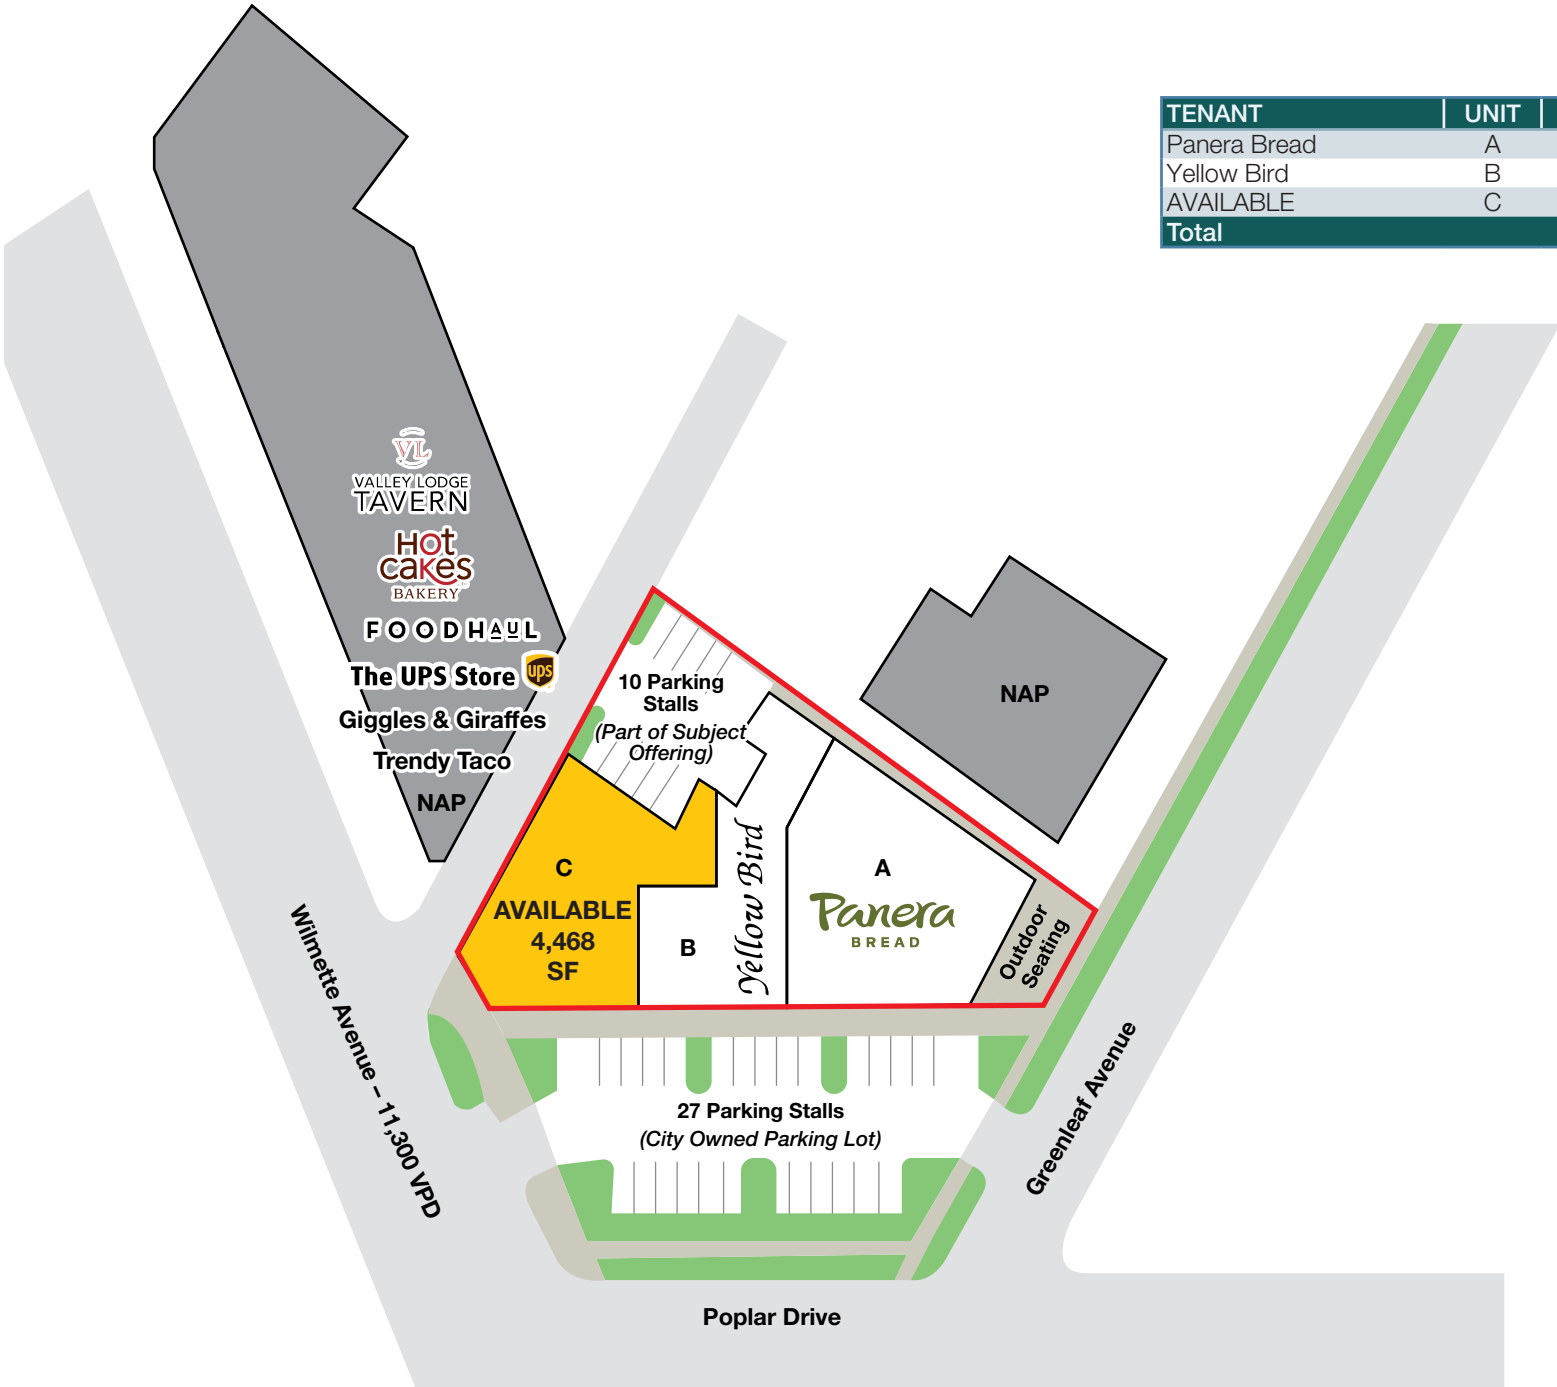 TENANT UNIT
Panera Bread A
Yellow Bird B
AVAILABLE C
Total
VL
VALLEY LODGE
TAVERN
Hot
Cakes
BAKERY
FOODHAUL
The UPS Store ups
Giggles & Giraffes
Trendy Taco
NAP
10 Parking
Stalls
(Part of Subject
Offering)
NAP
C
AVAILABLE
4,468
SF
B
Yellow Bird
A
Panera
BREAD
Outdoor
Seating
Wilmette Avenue – 11,300 VPD
27 Parking Stalls
(City Owned Parking Lot)
Greenleaf Avenue
Poplar Drive